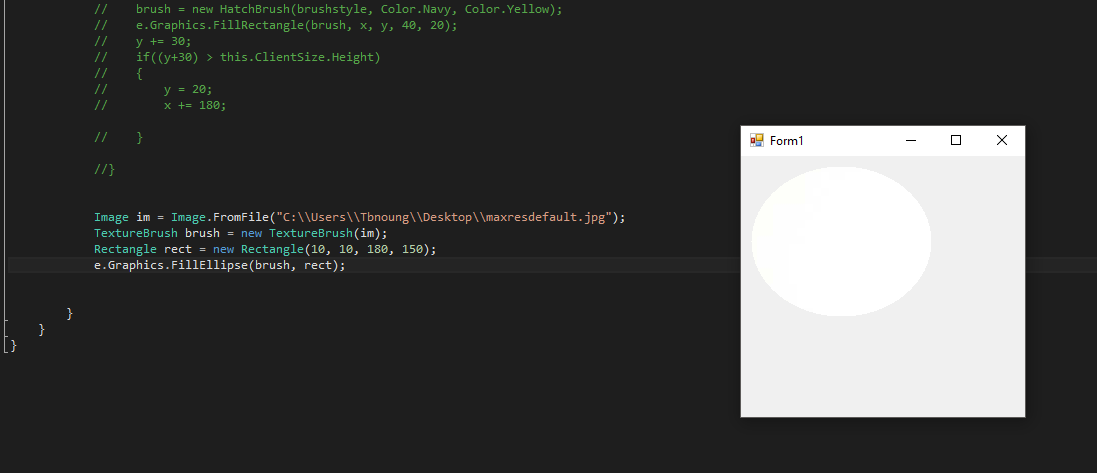 //    brush = new HatchBrush(brushstyle, Color.Navy, Color.Yellow);
//    e.Graphics.FillRectangle(brush, x, y, 40, 20);
//    y += 30;
//    if((y+30) > this.ClientSize.Height)
//    {
//        y = 20;
//        x += 180;
//    }
//}
Image im = Image.FromFile("C:\\Users\\Tbnoung\\Desktop\\maxresdefault.jpg");
TextureBrush brush = new TextureBrush(im);
Rectangle rect = new Rectangle(10, 10, 180, 150);
e.Graphics.FillEllipse(brush, rect);
}
}
}
Form1